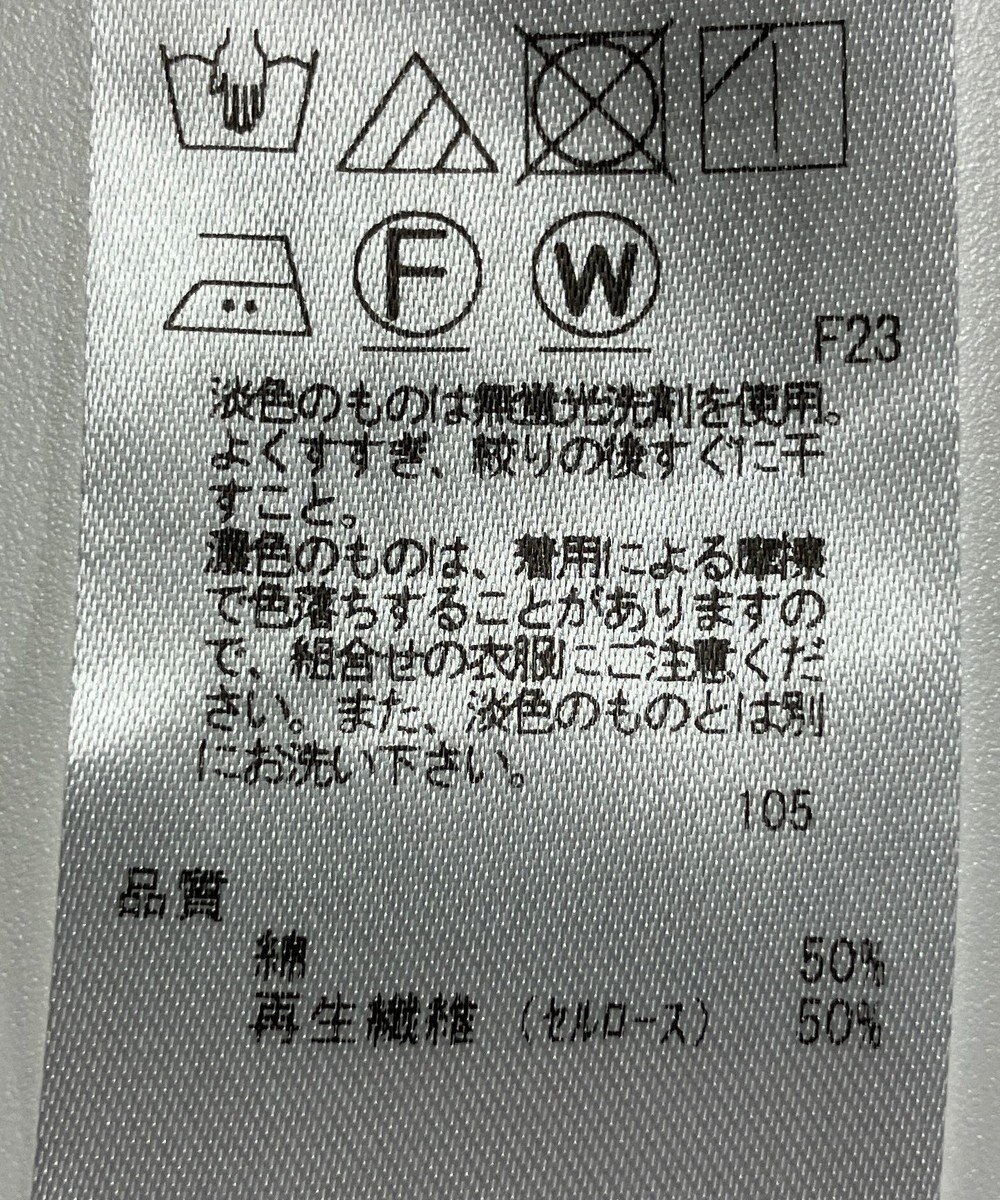 F
W
F23
淡色のものは無蛍光洗剤を使用。
よくすすぎ、絞りの後すぐに干
すこと。
濃色のものは、着用による摩擦
で色落ちすることがありますの
で、組合せの衣服にご注意くだ
さい。また、淡色のものとは別
にお洗い下さい。
105
品質
綿 50%
再生繊維（セルロース） 50%